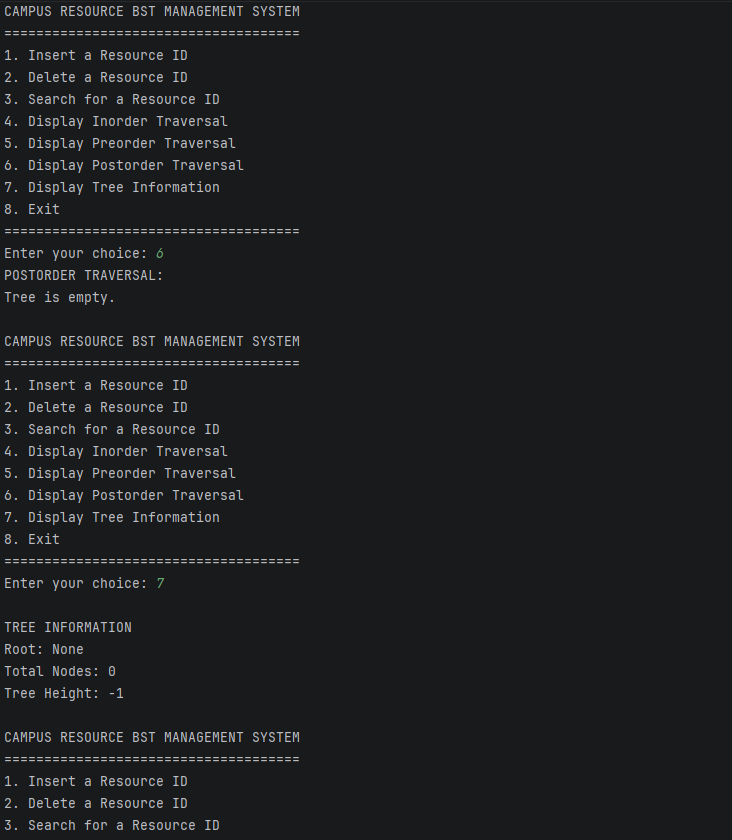 CAMPUS RESOURCE BST MANAGEMENT SYSTEM
=====================================
1. Insert a Resource ID
2. Delete a Resource ID
3. Search for a Resource ID
4. Display Inorder Traversal
5. Display Preorder Traversal
6. Display Postorder Traversal
7. Display Tree Information
8. Exit
=====================================
Enter your choice: 6
POSTORDER TRAVERSAL:
Tree is empty.

CAMPUS RESOURCE BST MANAGEMENT SYSTEM
=====================================
1. Insert a Resource ID
2. Delete a Resource ID
3. Search for a Resource ID
4. Display Inorder Traversal
5. Display Preorder Traversal
6. Display Postorder Traversal
7. Display Tree Information
8. Exit
=====================================
Enter your choice: 7

TREE INFORMATION
Root: None
Total Nodes: 0
Tree Height: -1

CAMPUS RESOURCE BST MANAGEMENT SYSTEM
=====================================
1. Insert a Resource ID
2. Delete a Resource ID
3. Search for a Resource ID